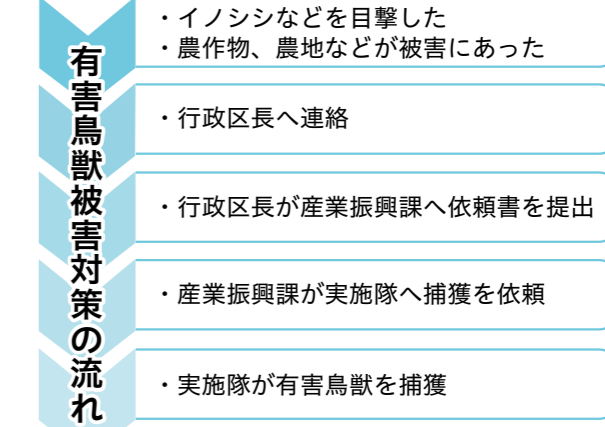 有害鳥獣被害対策の流れ
・イノシシなどを目撃した
・農作物、農地などが被害にあった
・行政区長へ連絡
・行政区長が産業振興課へ依頼書を提出
・産業振興課が実施隊へ捕獲を依頼
・実施隊が有害鳥獣を捕獲